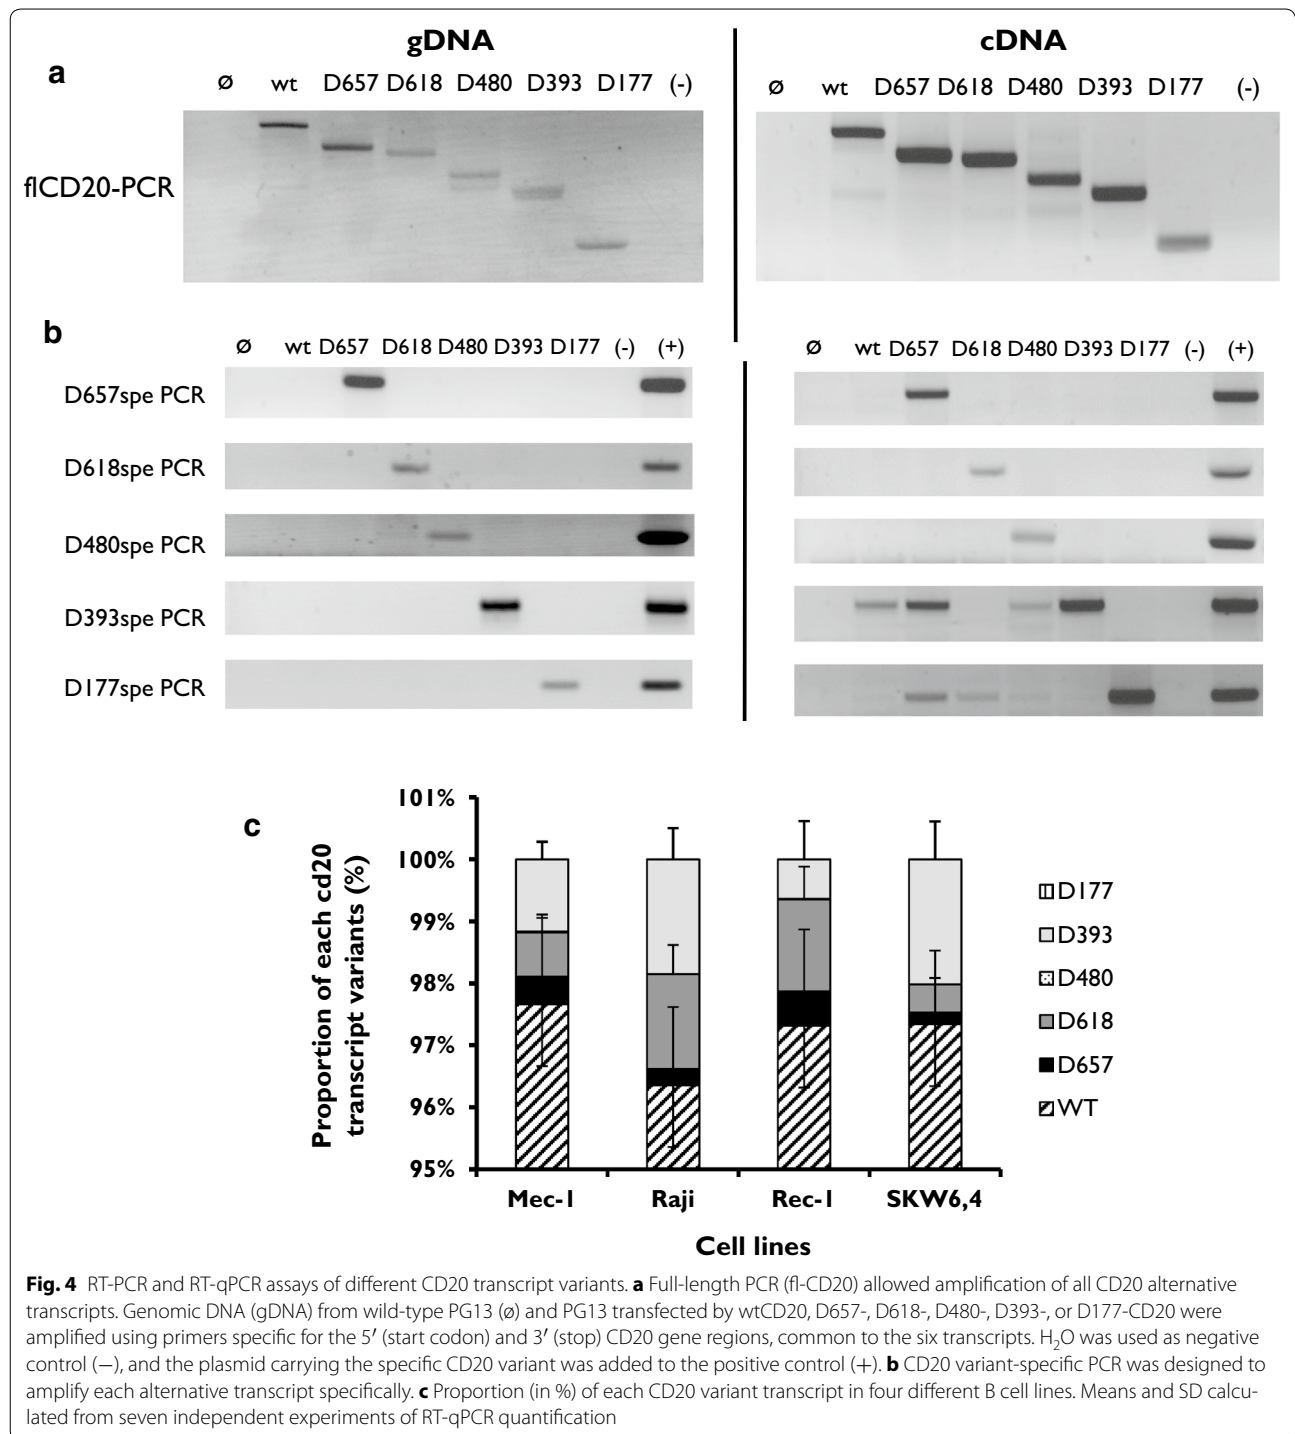 gDNA
cDNA
a
ø wt D657 D618 D480 D393 D177 (-)
ø wt D657 D618 D480 D393 D177 (-)
flCD20-PCR
b
ø wt D657 D618 D480 D393 D177 (-) (+)
ø wt D657 D618 D480 D393 D177 (-) (+)
D657spe PCR
D618spe PCR
D480spe PCR
D393spe PCR
D177spe PCR
c
Proportion of each cd20
transcript variants (%)
101%
100%
99%
98%
97%
96%
95%
D177
D393
D480
D618
D657
WT
Mec-1 Raji Rec-1 SKW6,4
Cell lines
Fig. 4 RT-PCR and RT-qPCR assays of different CD20 transcript variants. a Full-length PCR (fl-CD20) allowed amplification of all CD20 alternative
transcripts. Genomic DNA (gDNA) from wild-type PG13 (ø) and PG13 transfected by wtCD20, D657-, D618-, D480-, D393-, or D177-CD20 were
amplified using primers specific for the 5′ (start codon) and 3′ (stop) CD20 gene regions, common to the six transcripts. H₂O was used as negative
control (−), and the plasmid carrying the specific CD20 variant was added to the positive control (+). b CD20 variant-specific PCR was designed to
amplify each alternative transcript specifically. c Proportion (in %) of each CD20 variant transcript in four different B cell lines. Means and SD calcu-
lated from seven independent experiments of RT-qPCR quantification